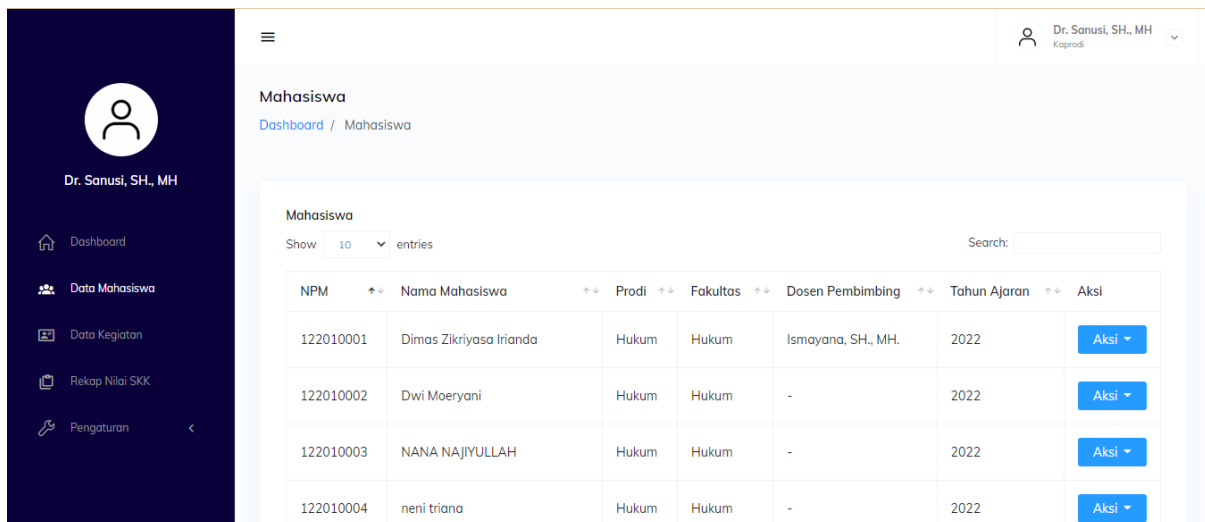 Dr. Sanusi, SH., MH
Kaprodi
Dr. Sanusi, SH., MH
Dashboard
Data Mahasiswa
Data Kegiatan
Rekap Nilai SKK
Pengaturan
Mahasiswa
Dashboard / Mahasiswa
Mahasiswa
Show 10 entries Search:
NPM Nama Mahasiswa Prodi Fakultas Dosen Pembimbing Tahun Ajaran Aksi
122010001 Dimas Zikriyasa Irianda Hukum Hukum Ismayana, SH., MH. 2022 Aksi
122010002 Dwi Moeryani Hukum Hukum - 2022 Aksi
122010003 NANA NAJIYULLAH Hukum Hukum - 2022 Aksi
122010004 neni triana Hukum Hukum - 2022 Aksi